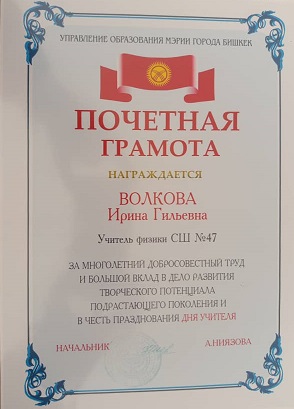 УПРАВЛЕНИЕ ОБРАЗОВАНИЯ МЭРИИ ГОРОДА БИШКЕК
ПОЧЕТНАЯ
ГРАМОТА
НАГРАЖДАЕТСЯ
ВОЛКОВА
Ирина Гильевна
Учитель физики СШ №47
ЗА МНОГОЛЕТНИЙ ДОБРОСОВЕСТНЫЙ ТРУД
И БОЛЬШОЙ ВКЛАД В ДЕЛО РАЗВИТИЯ
ТВОРЧЕСКОГО ПОТЕНЦИАЛА
ПОДРАСТАЮЩЕГО ПОКОЛЕНИЯ И
В ЧЕСТЬ ПРАЗДНОВАНИЯ ДНЯ УЧИТЕЛЯ
НАЧАЛЬНИК А.НИЯЗОВА